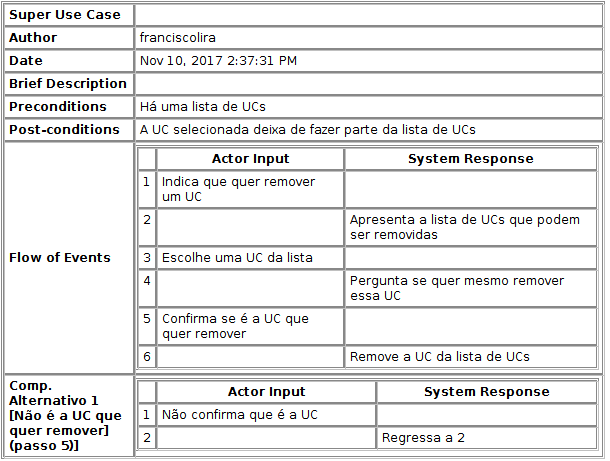 Super Use Case
Author franciscolira
Date Nov 10, 2017 2:37:31 PM
Brief Description
Preconditions Há uma lista de UCs
Post-conditions A UC selecionada deixa de fazer parte da lista de UCs
Flow of Events
Actor Input System Response
1 Indica que quer remover
um UC
2 Apresenta a lista de UCs que podem
ser removidas
3 Escolhe uma UC da lista
4 Pergunta se quer mesmo remover
essa UC
5 Confirma se é a UC que
quer remover
6 Remove a UC da lista de UCs
Comp.
Alternativo 1
[Não é a UC que
quer remover]
(passo 5)]
Actor Input System Response
1 Não confirma que é a UC
2 Regressa a 2